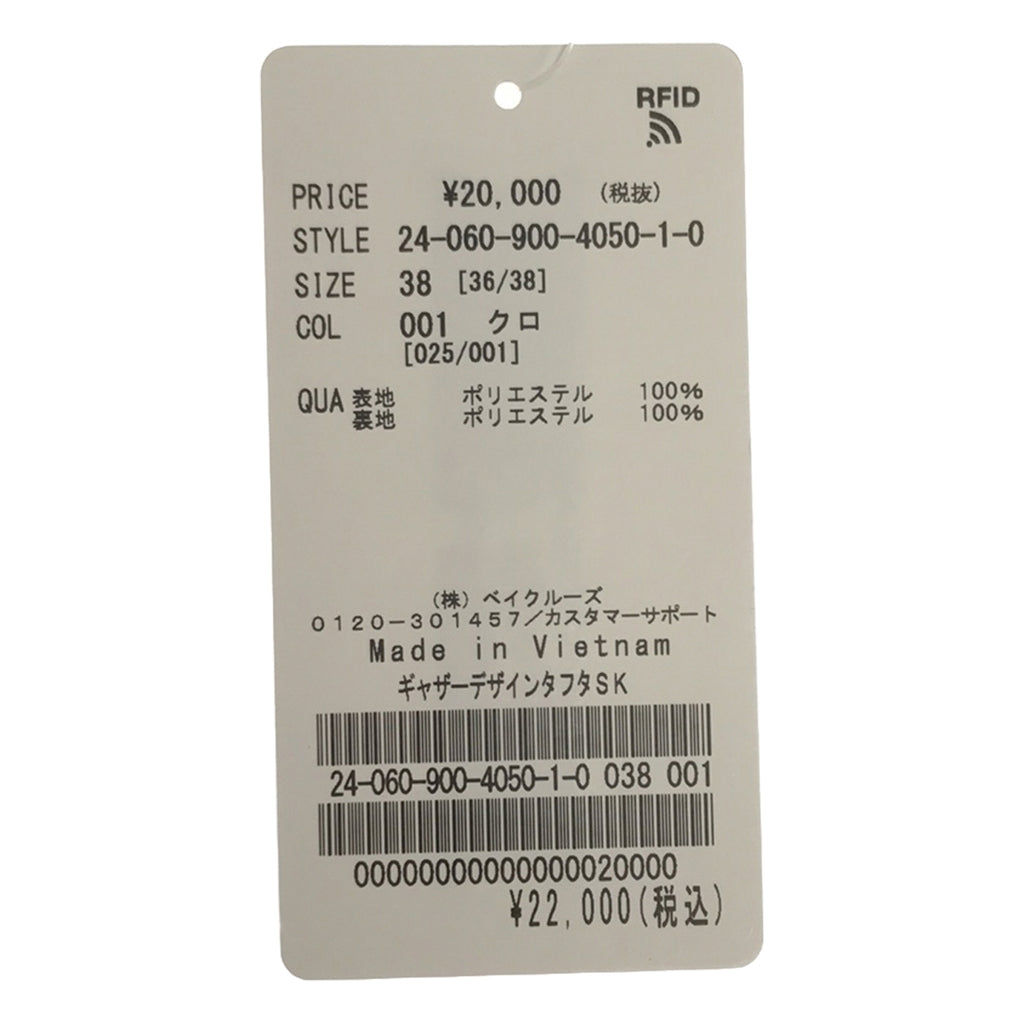 RFID
PRICE ¥20,000 (税抜)
STYLE 24-060-900-4050-1-0
SIZE 38 [36/38]
COL 001 クロ
[025/001]
QUA 表地 ポリエステル 100%
裏地 ポリエステル 100%
(株) ベイクルーズ
0120-301457/カスタマーサポート
Made in Vietnam
ギャザーデザインタフタSK
24-060-900-4050-1-0 038 001
00000000000000020000
¥22,000(税込)